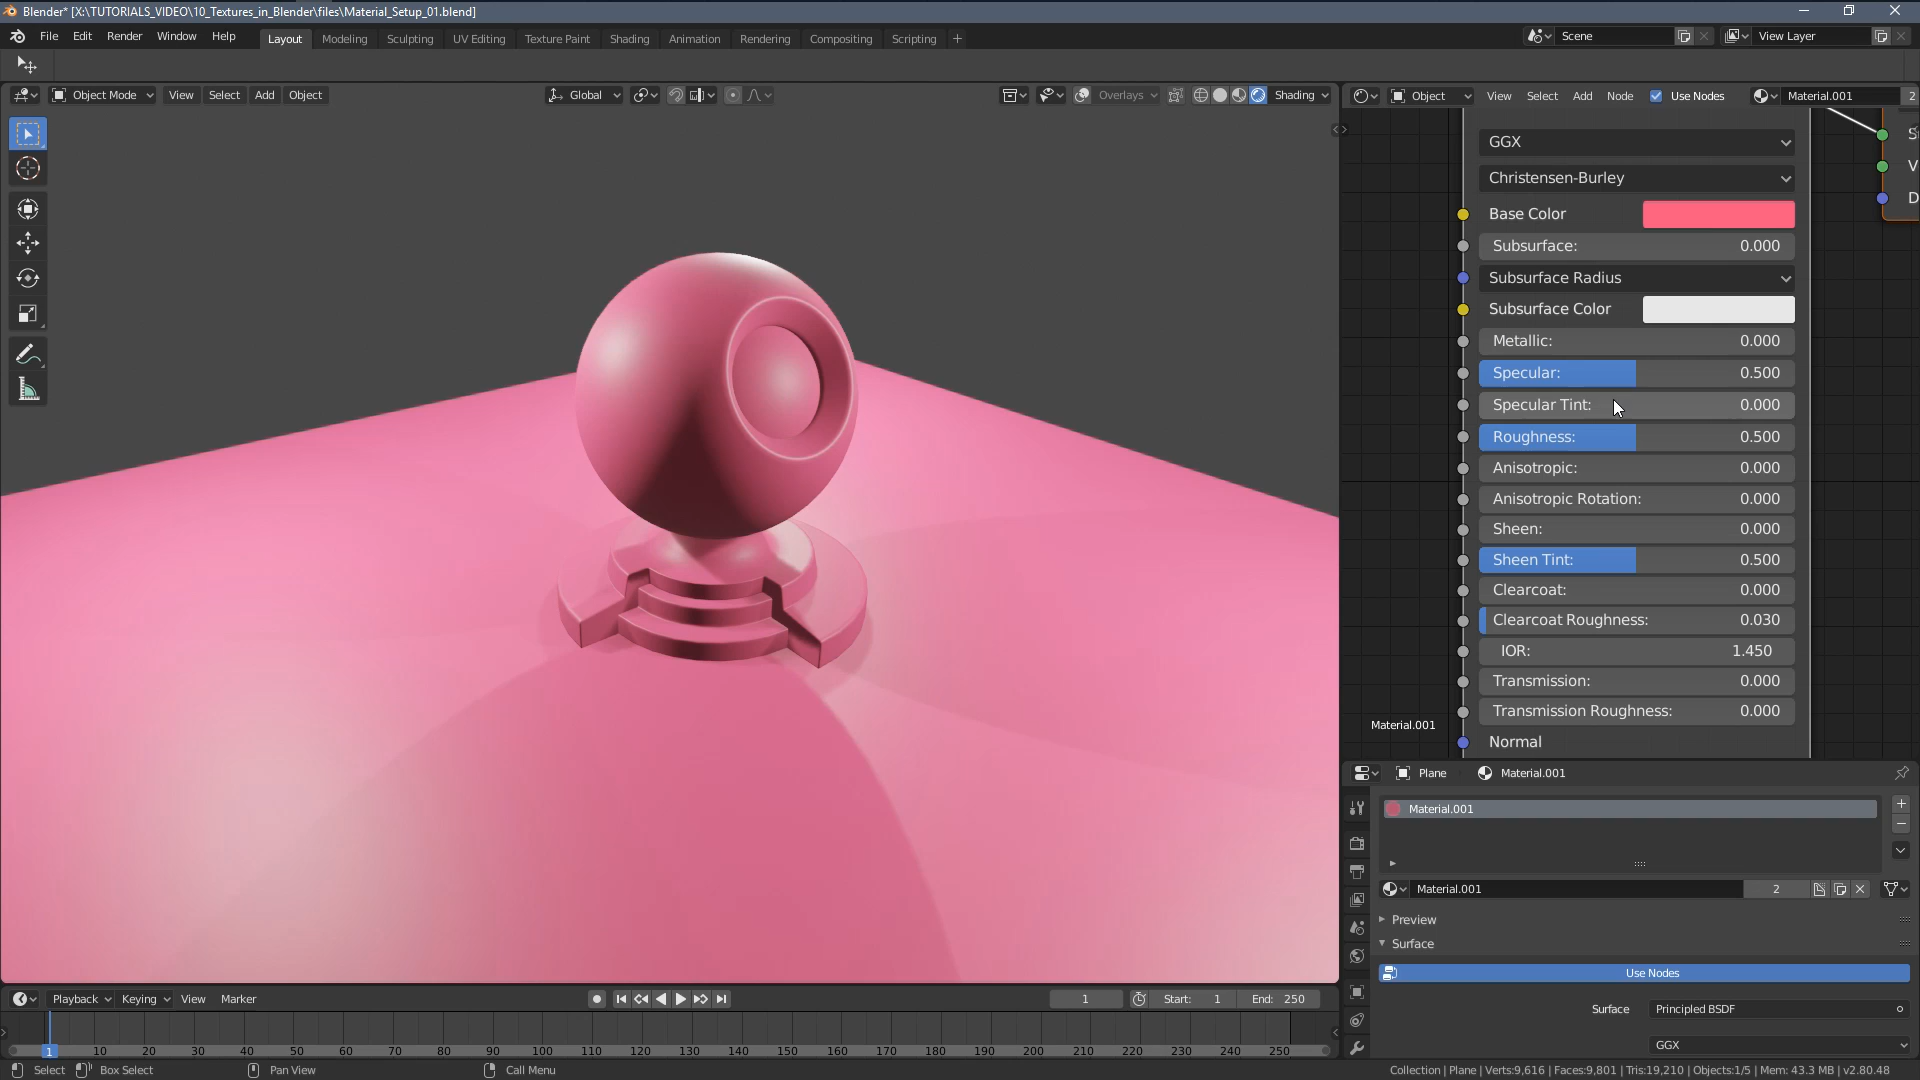 Blender* [X:\TUTORIALS_VIDEO\10_Textures_in_Blender\files\Material_Setup_01.blend]
File Edit Render Window Help Layout Modeling Sculpting UV Editing Texture Paint Shading Animation Rendering Compositing Scripting + Scene View Layer
Object Mode View Select Add Object Global Overlays Shading Object View Select Add Node Use Nodes Material.001 2
GGX
Christensen-Burley
Base Color
Subsurface: 0.000
Subsurface Radius
Subsurface Color
Metallic: 0.000
Specular: 0.500
Specular Tint: 0.000
Roughness: 0.500
Anisotropic: 0.000
Anisotropic Rotation: 0.000
Sheen: 0.000
Sheen Tint: 0.500
Clearcoat: 0.000
Clearcoat Roughness: 0.030
IOR: 1.450
Transmission: 0.000
Transmission Roughness: 0.000
Normal
S
V
D
Material.001
Plane Material.001
Material.001
Material.001 2
Preview
Surface
Use Nodes
Surface Principled BSDF
GGX
Playback Keying View Marker 1 Start: 1 End: 250
1 10 20 30 40 50 60 70 80 90 100 110 120 130 140 150 160 170 180 190 200 210 220 230 240 250
Select Box Select Pan View Call Menu Collection | Plane | Verts:9,616 | Faces:9,801 | Tris:19,210 | Objects:1/5 | Mem: 43.3 MB | v2.80.48